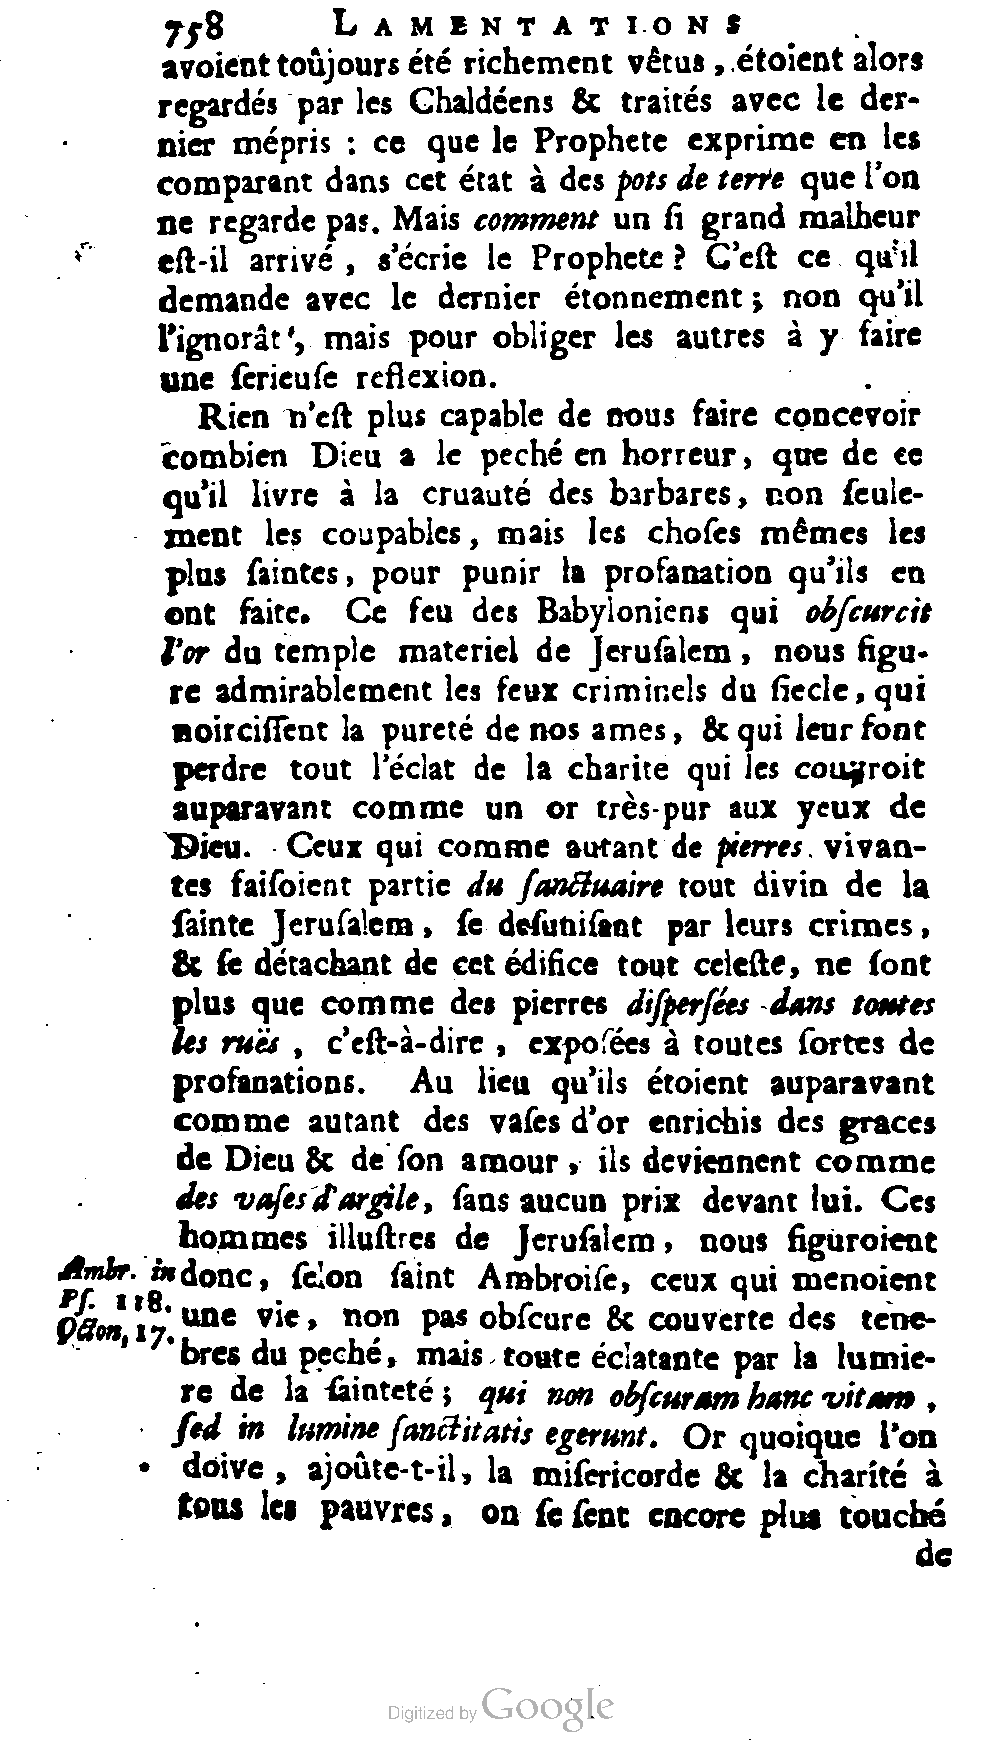 758 LAMENTATIONS
avoient toûjours été richement vêtus, étoient alors
regardés par les Chaldéens & traités avec le der-
nier mépris : ce que le Prophete exprime en les
comparant dans cet état à des pots de terre que l'on
ne regarde pas. Mais comment un ſi grand malheur
eſt-il arrivé, s'écrie le Prophete ? C'eſt ce qu'il
demande avec le dernier étonnement ; non qu'il
l'ignorât, mais pour obliger les autres à y faire
une ſerieuſe reflexion.
Rien n'eſt plus capable de nous faire concevoir
combien Dieu a le peché en horreur, que de ce
qu'il livre à la cruauté des barbares, non ſeule-
ment les coupables, mais les choſes mêmes les
plus ſaintes, pour punir la profanation qu'ils en
ont faite. Ce feu des Babyloniens qui obſcurcit
l'or du temple materiel de Jeruſalem, nous figu-
re admirablement les feux criminels du ſiecle, qui
noirciſſent la pureté de nos ames, & qui leur font
perdre tout l'éclat de la charite qui les couvroit
auparavant comme un or très-pur aux yeux de
Dieu. Ceux qui comme autant de pierres vivan-
tes faiſoient partie du ſanctuaire tout divin de la
ſainte Jeruſalem, ſe deſuniſant par leurs crimes,
& ſe détachant de cet édifice tout celeſte, ne ſont
plus que comme des pierres diſperſées dans toutes
les ruës, c'eſt-à-dire, expoſées à toutes ſortes de
profanations. Au lieu qu'ils étoient auparavant
comme autant des vaſes d'or enrichis des graces
de Dieu & de ſon amour, ils deviennent comme
des vaſes d'argile, ſans aucun prix devant lui. Ces
hommes illuſtres de Jeruſalem, nous figuroient
Ambr. in
Pſ. 118.
Octon, 17.
donc, ſelon ſaint Ambroiſe, ceux qui menoient
une vie, non pas obſcure & couverte des tene-
bres du peché, mais toute éclatante par la lumie-
re de la ſainteté ; qui non obſcuram hanc vitam,
ſed in lumine ſanctitatis egerunt. Or quoique l'on
doive, ajoûte-t-il, la miſericorde & la charité à
tous les pauvres, on ſe ſent encore plus touché
de
Digitized by Google